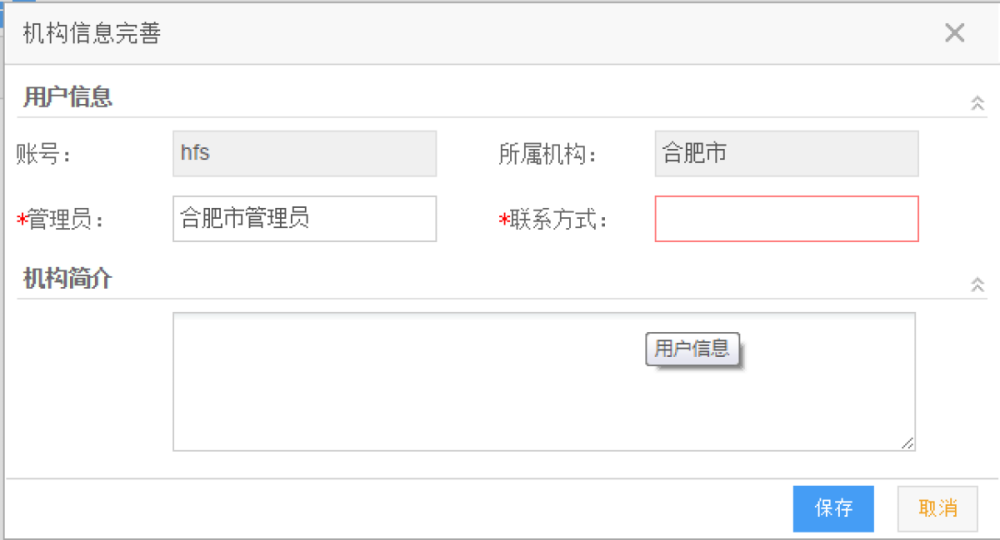 机构信息完善
用户信息
账号： hfs 所属机构： 合肥市
*管理员： 合肥市管理员 *联系方式：
机构简介
用户信息
保存 取消